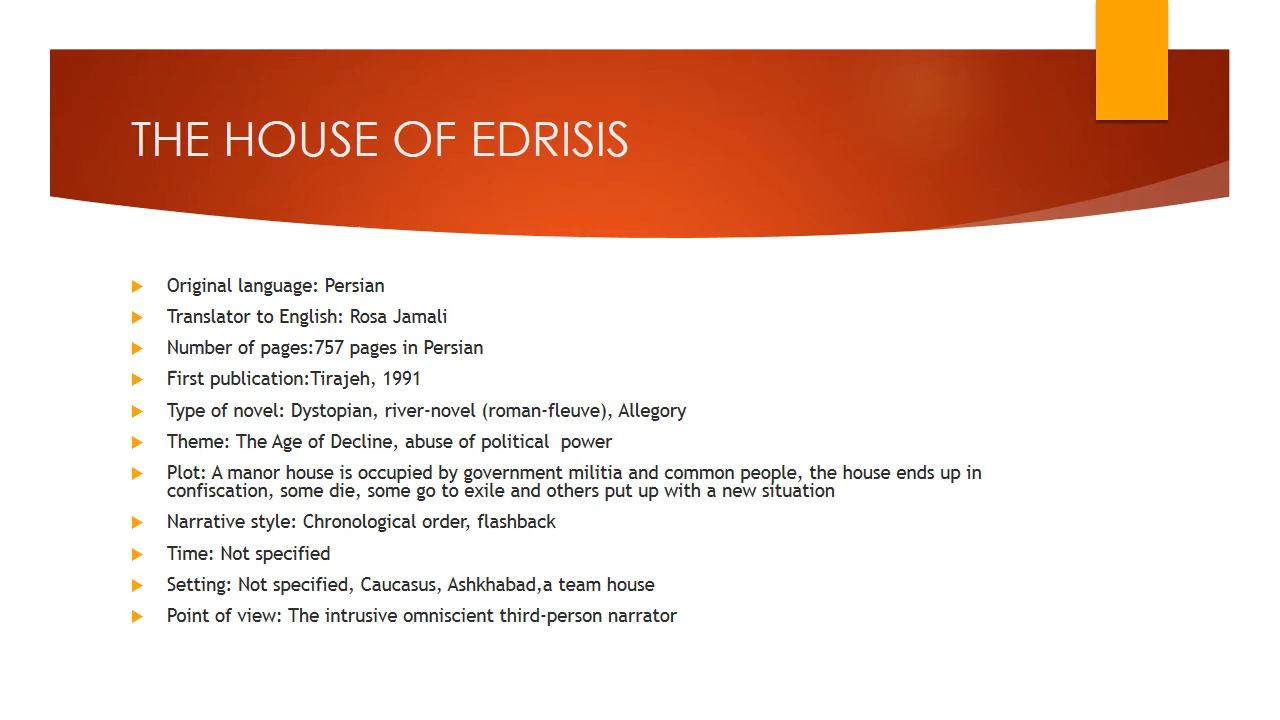 THE HOUSE OF EDRISIS
Original language: Persian
Translator to English: Rosa Jamali
Number of pages:757 pages in Persian
First publication:Tirajeh, 1991
Type of novel: Dystopian, river-novel (roman-fleuve), Allegory
Theme: The Age of Decline, abuse of political  power
Plot: A manor house is occupied by government militia and common people, the house ends up in
confiscation, some die, some go to exile and others put up with a new situation
Narrative style: Chronological order, flashback
Time: Not specified
Setting: Not specified, Caucasus, Ashkhabad,a team house
Point of view: The intrusive omniscient third-person narrator